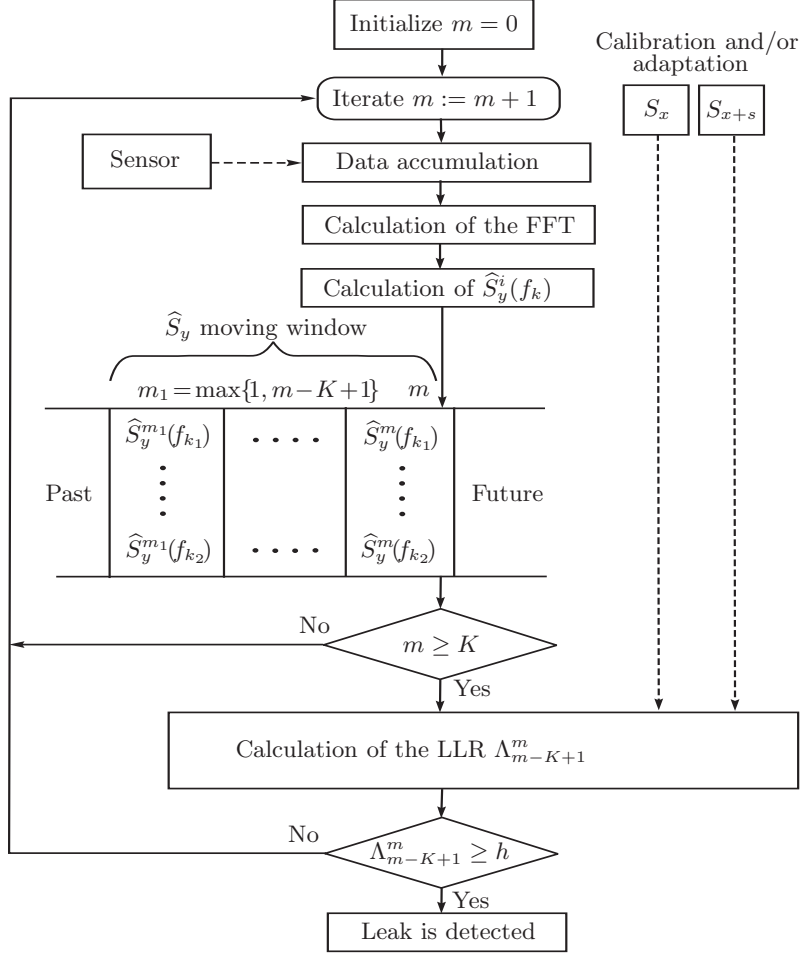 Initialize m = 0
Calibration and/or
adaptation
Iterate m := m + 1
S_x
S_{x+s}
Sensor
Data accumulation
Calculation of the FFT
Calculation of Ŝ_y^i(f_k)
Ŝ_y moving window
m_1 = max{1, m−K+1} m
Ŝ_y^{m_1}(f_{k_1}) . . . . Ŝ_y^m(f_{k_1})
Past
Future
Ŝ_y^{m_1}(f_{k_2}) . . . . Ŝ_y^m(f_{k_2})
No
m ≥ K
Yes
Calculation of the LLR Λ_{m−K+1}^m
No
Λ_{m−K+1}^m ≥ h
Yes
Leak is detected